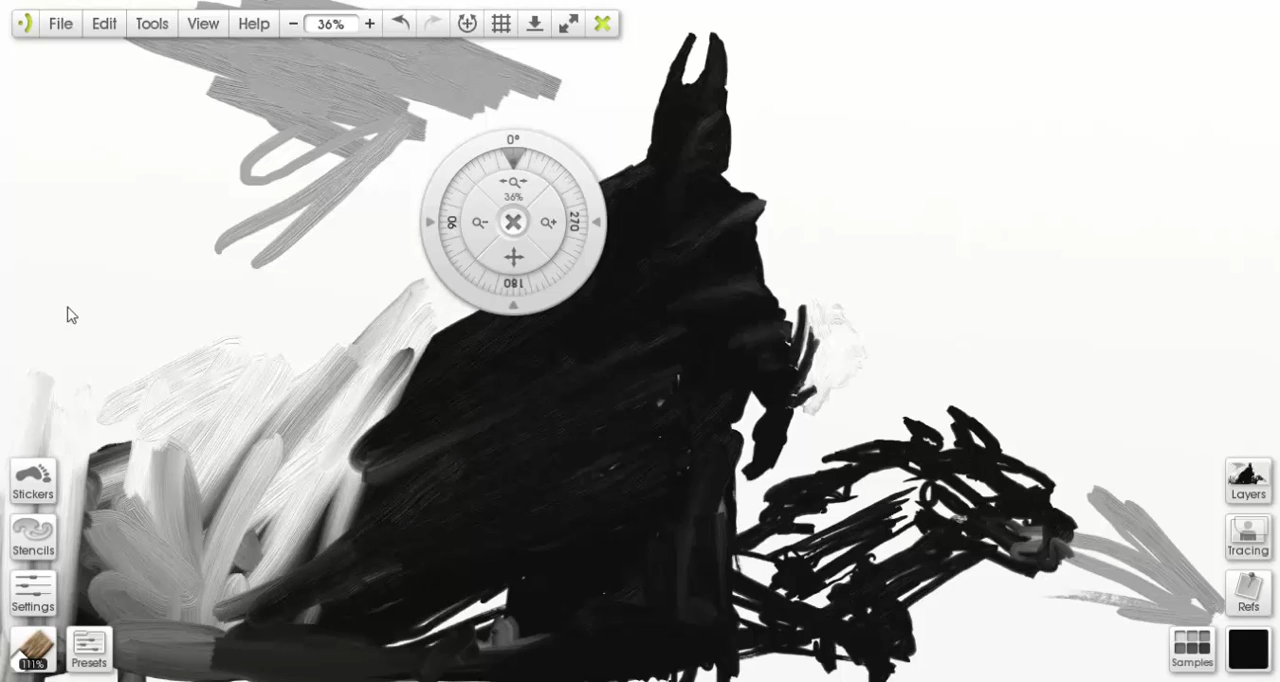 File Edit Tools View Help − 36% +
0°
36%
90 270
180
Stickers
Stencils
Settings
111%
Presets
Layers
Tracing
Refs
Samples